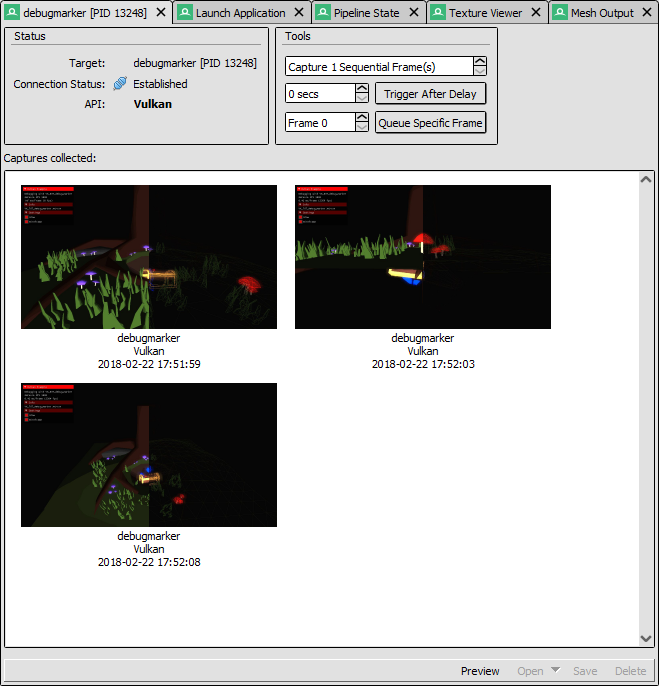 debugmarker [PID 13248]
Launch Application
Pipeline State
Texture Viewer
Mesh Output
Status
Target: debugmarker [PID 13248]
Connection Status: Established
API: Vulkan
Tools
Capture 1 Sequential Frame(s)
0 secs
Trigger After Delay
Frame 0
Queue Specific Frame
Captures collected:
debugmarker
Vulkan
2018-02-22 17:51:59
debugmarker
Vulkan
2018-02-22 17:52:03
debugmarker
Vulkan
2018-02-22 17:52:08
Preview
Open
Save
Delete